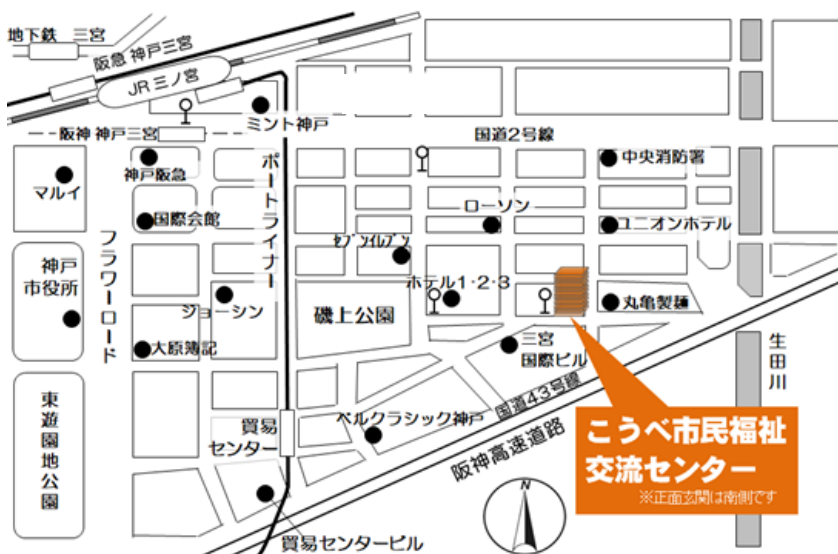 地下鉄 三宮
阪急 神戸三宮
JR 三ノ宮
阪神 神戸三宮
ミント神戸
国道2号線
マルイ
神戸阪急
中央消防署
国際会館
ポートライナー
ローソン
ユニオンホテル
フラワーロード
セブンイレブン
神戸
市役所
ジョーシン
ホテル1・2・3
丸亀製麺
磯上公園
大原簿記
三宮
国際ビル
生田川
国道43号線
東遊園地公園
貿易
センター
ベルクラシック神戸
阪神高速道路
こうべ市民福祉
交流センター
※正面玄関は南側です
N
貿易センタービル